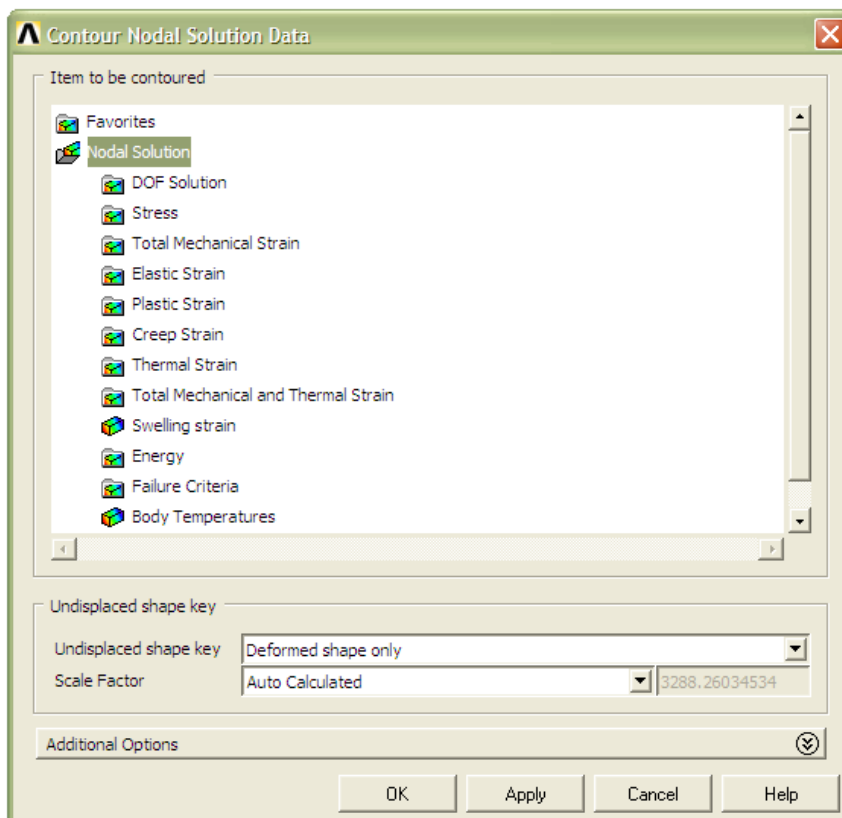 Contour Nodal Solution Data
Item to be contoured
Favorites
Nodal Solution
DOF Solution
Stress
Total Mechanical Strain
Elastic Strain
Plastic Strain
Creep Strain
Thermal Strain
Total Mechanical and Thermal Strain
Swelling strain
Energy
Failure Criteria
Body Temperatures
Undisplaced shape key
Undisplaced shape key Deformed shape only
Scale Factor Auto Calculated 3288.26034534
Additional Options
OK Apply Cancel Help